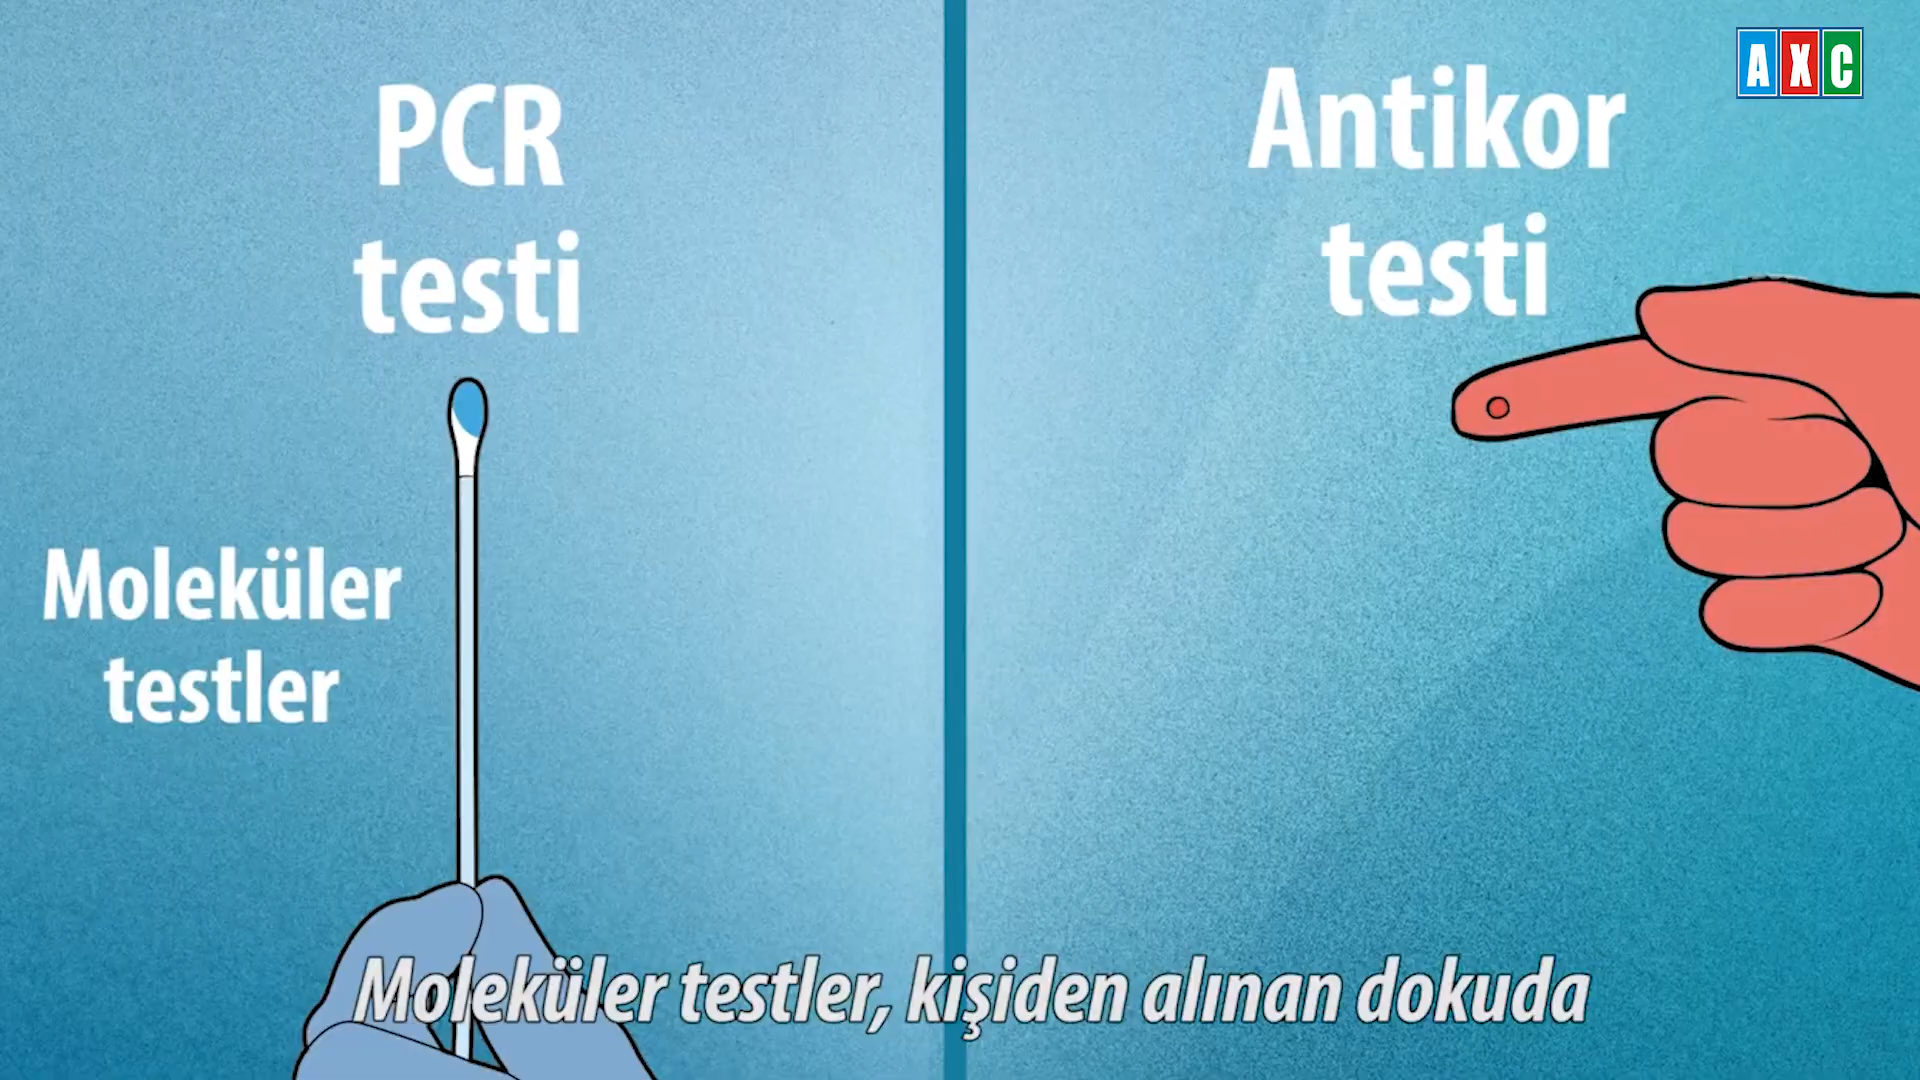 PCR
testi
Antikor
testi
AXC
Moleküler
testler
Moleküler testler, kişiden alınan dokuda